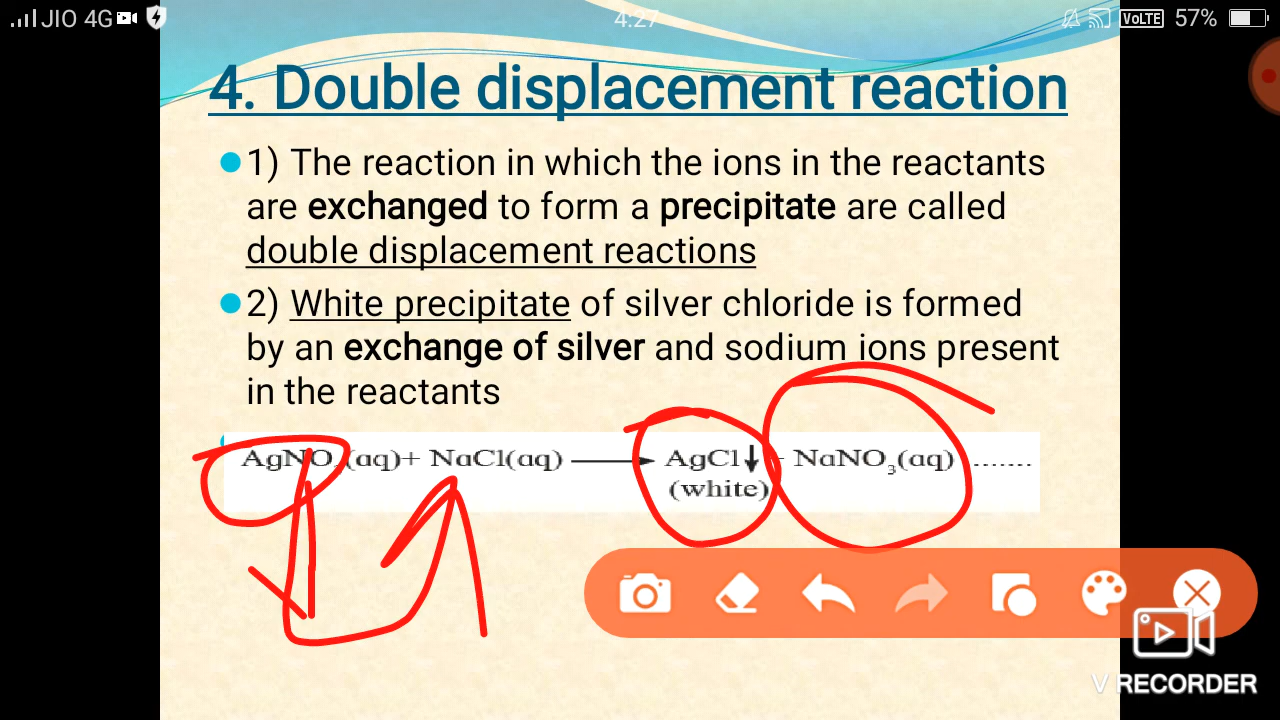 JIO 4G 4:27 VoLTE 57%
4. Double displacement reaction
1) The reaction in which the ions in the reactants
are exchanged to form a precipitate are called
double displacement reactions
2) White precipitate of silver chloride is formed
by an exchange of silver and sodium ions present
in the reactants
AgNO₃(aq)+ NaCl(aq) ⟶ AgCl↓ + NaNO₃(aq) .......
(white)
V RECORDER